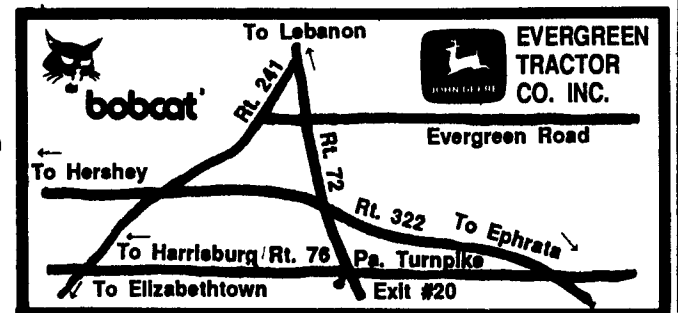 To Lebanon
bobcat
Rt. 241
JOHN DEERE
EVERGREEN
TRACTOR
CO. INC.
Evergreen Road
Rt. 72
To Hershey
Rt. 322
To Ephrata
To Harrisburg/Rt. 76
Pa. Turnpike
To Elizabethtown
Exit #20